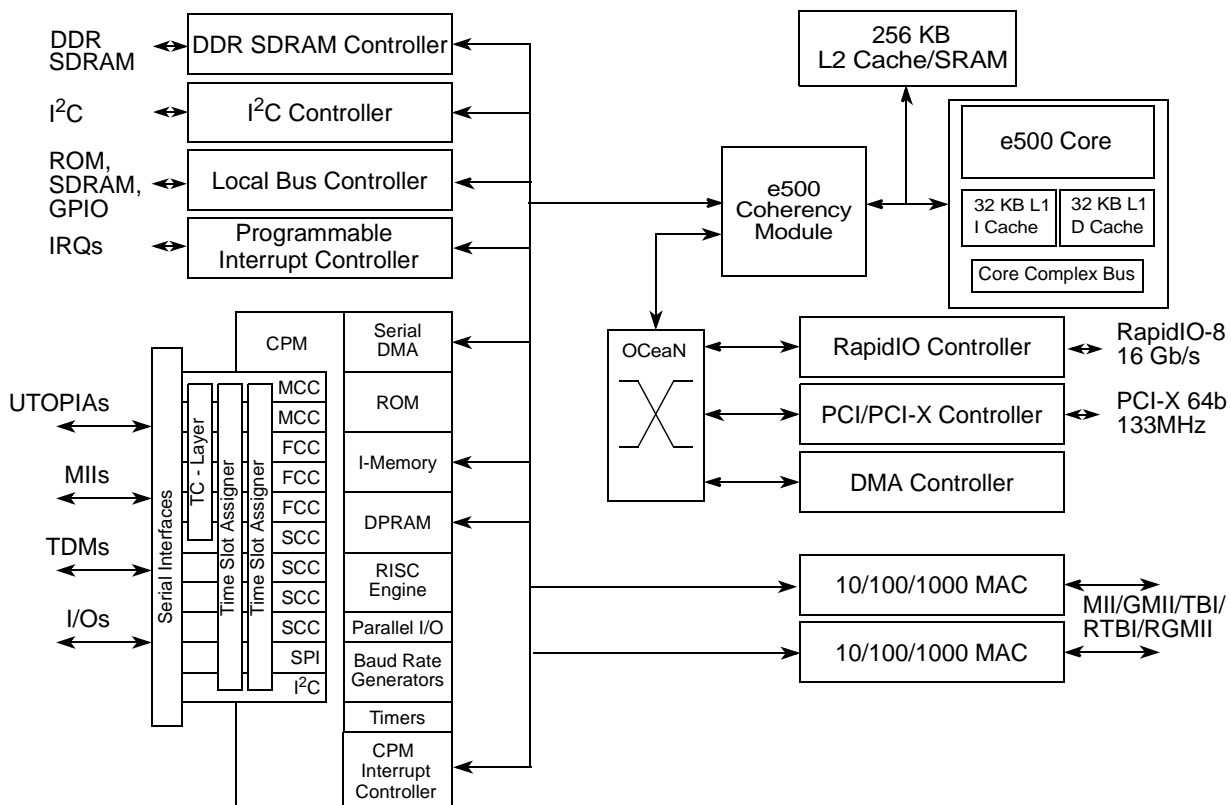 DDR
SDRAM
DDR SDRAM Controller
I²C
I²C Controller
ROM,
SDRAM,
GPIO
Local Bus Controller
IRQs
Programmable
Interrupt Controller
256 KB
L2 Cache/SRAM
e500 Core
32 KB L1
I Cache
32 KB L1
D Cache
Core Complex Bus
e500
Coherency
Module
OCeaN
RapidIO Controller
RapidIO-8
16 Gb/s
PCI/PCI-X Controller
PCI-X 64b
133MHz
DMA Controller
10/100/1000 MAC
10/100/1000 MAC
MII/GMII/TBI/
RTBI/RGMII
UTOPIAs
MIIs
TDMs
I/Os
Serial Interfaces
TC - Layer
Time Slot Assigner
Time Slot Assigner
CPM
MCC
MCC
FCC
FCC
FCC
SCC
SCC
SCC
SCC
SPI
I²C
Serial
DMA
ROM
I-Memory
DPRAM
RISC
Engine
Parallel I/O
Baud Rate
Generators
Timers
CPM
Interrupt
Controller